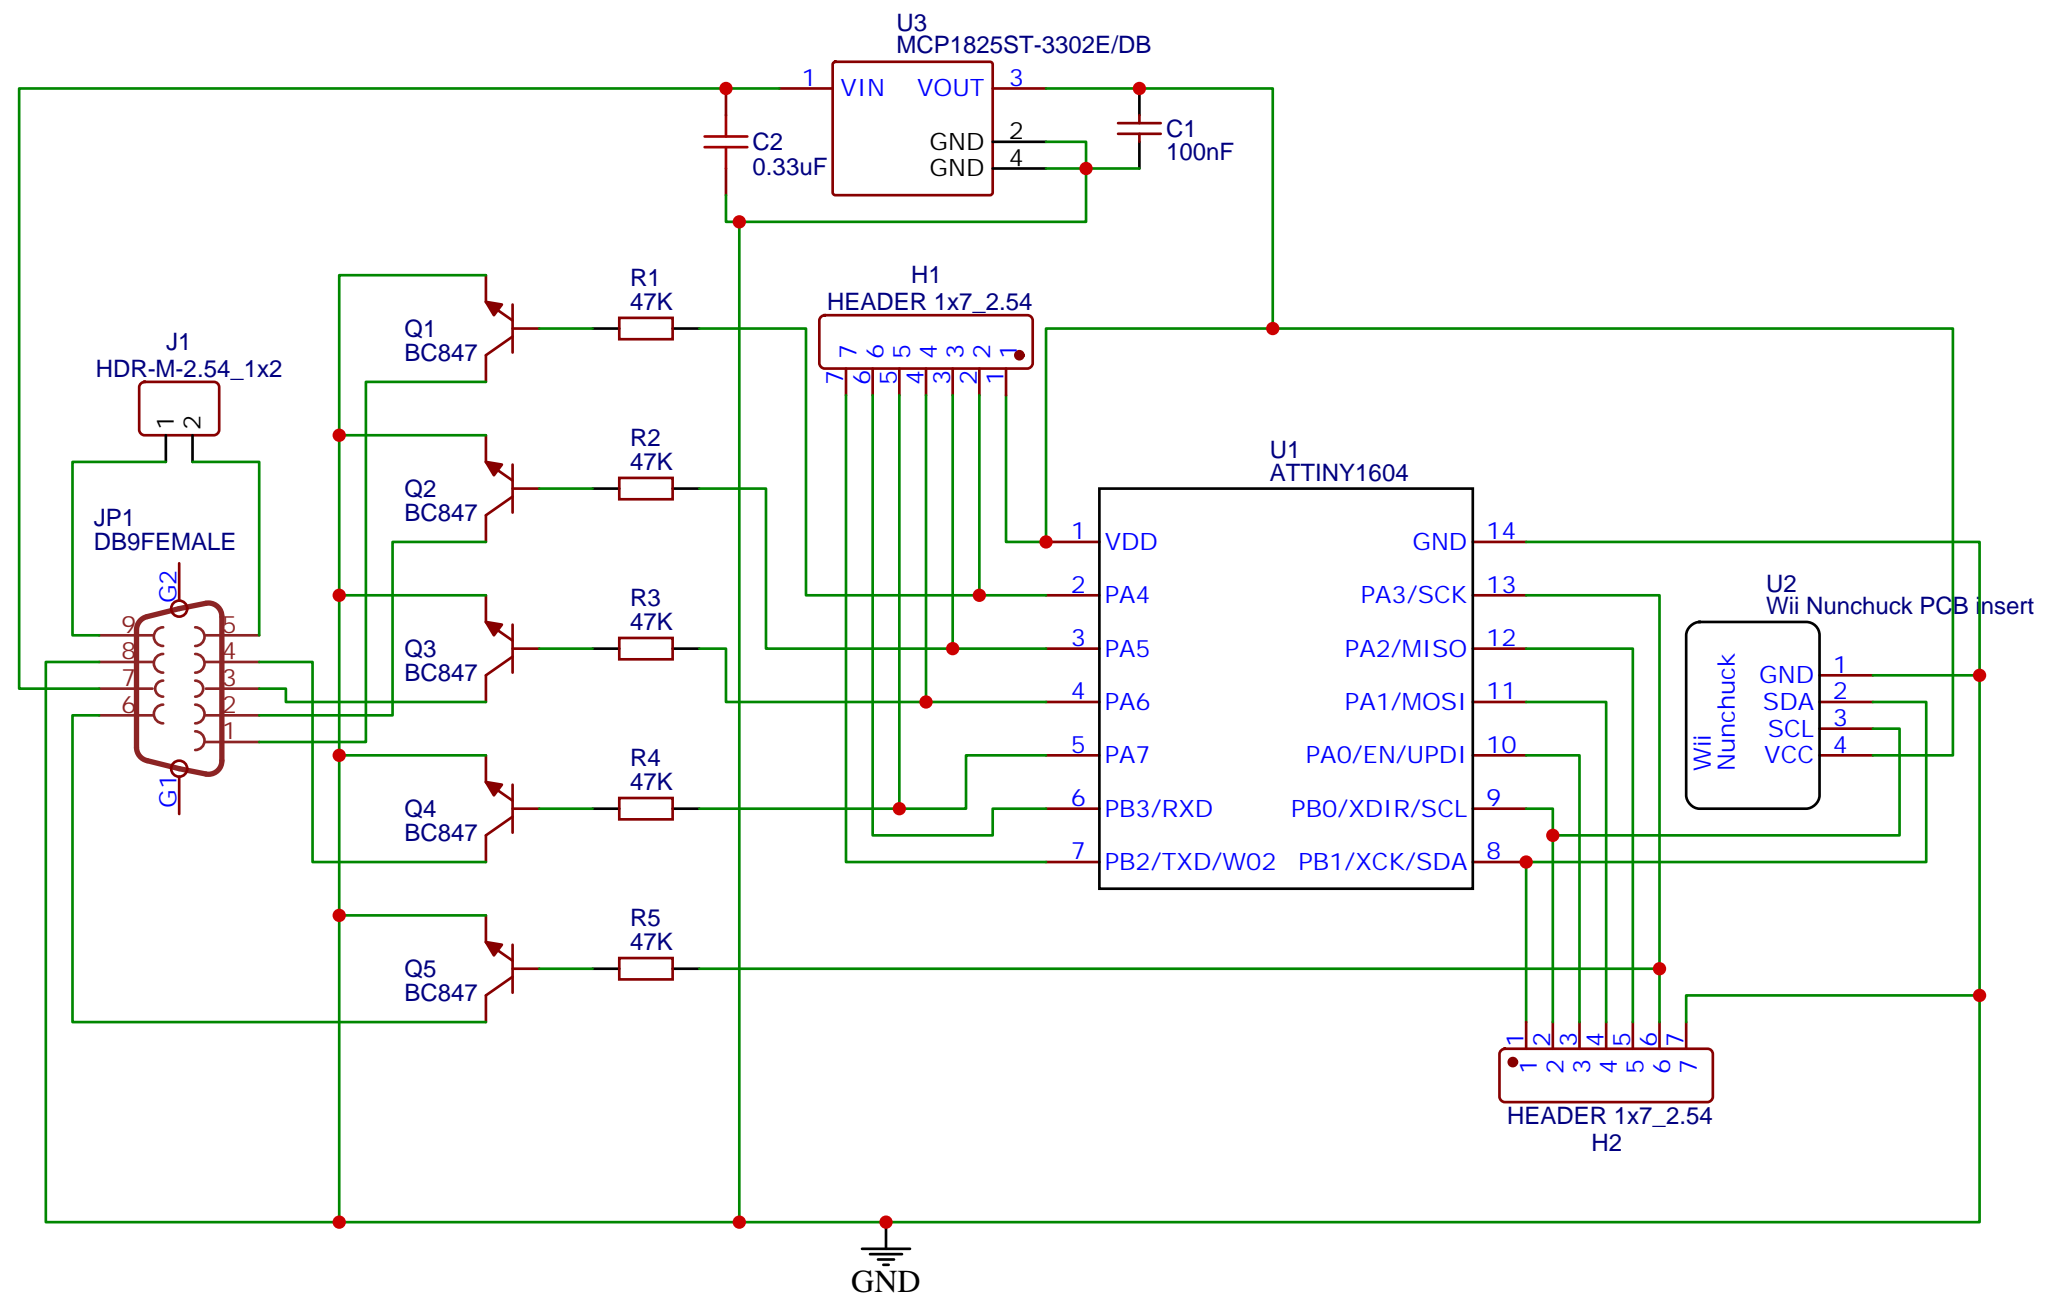 U3
MCP1825ST-3302E/DB
1
VIN
VOUT
3
GND
2
GND
4
C2
0.33uF
C1
100nF
R1
47K
Q1
BC847
H1
HEADER 1x7_2.54
7 6 5 4 3 2 1
7 6 5 4 3 2 1
J1
HDR-M-2.54_1x2
1 2
R2
47K
Q2
BC847
JP1
DB9FEMALE
G2
9
8
7
6
5
4
3
2
1
G1
R3
47K
Q3
BC847
R4
47K
Q4
BC847
R5
47K
Q5
BC847
U1
ATTINY1604
1 VDD
2 PA4
3 PA5
4 PA6
5 PA7
6 PB3/RXD
7 PB2/TXD/W02
GND 14
PA3/SCK 13
PA2/MISO 12
PA1/MOSI 11
PA0/EN/UPDI 10
PB0/XDIR/SCL 9
PB1/XCK/SDA 8
U2
Wii Nunchuck PCB insert
Wii
Nunchuck
GND 1
SDA 2
SCL 3
VCC 4
1 2 3 4 5 6 7
1 2 3 4 5 6 7
HEADER 1x7_2.54
H2
GND